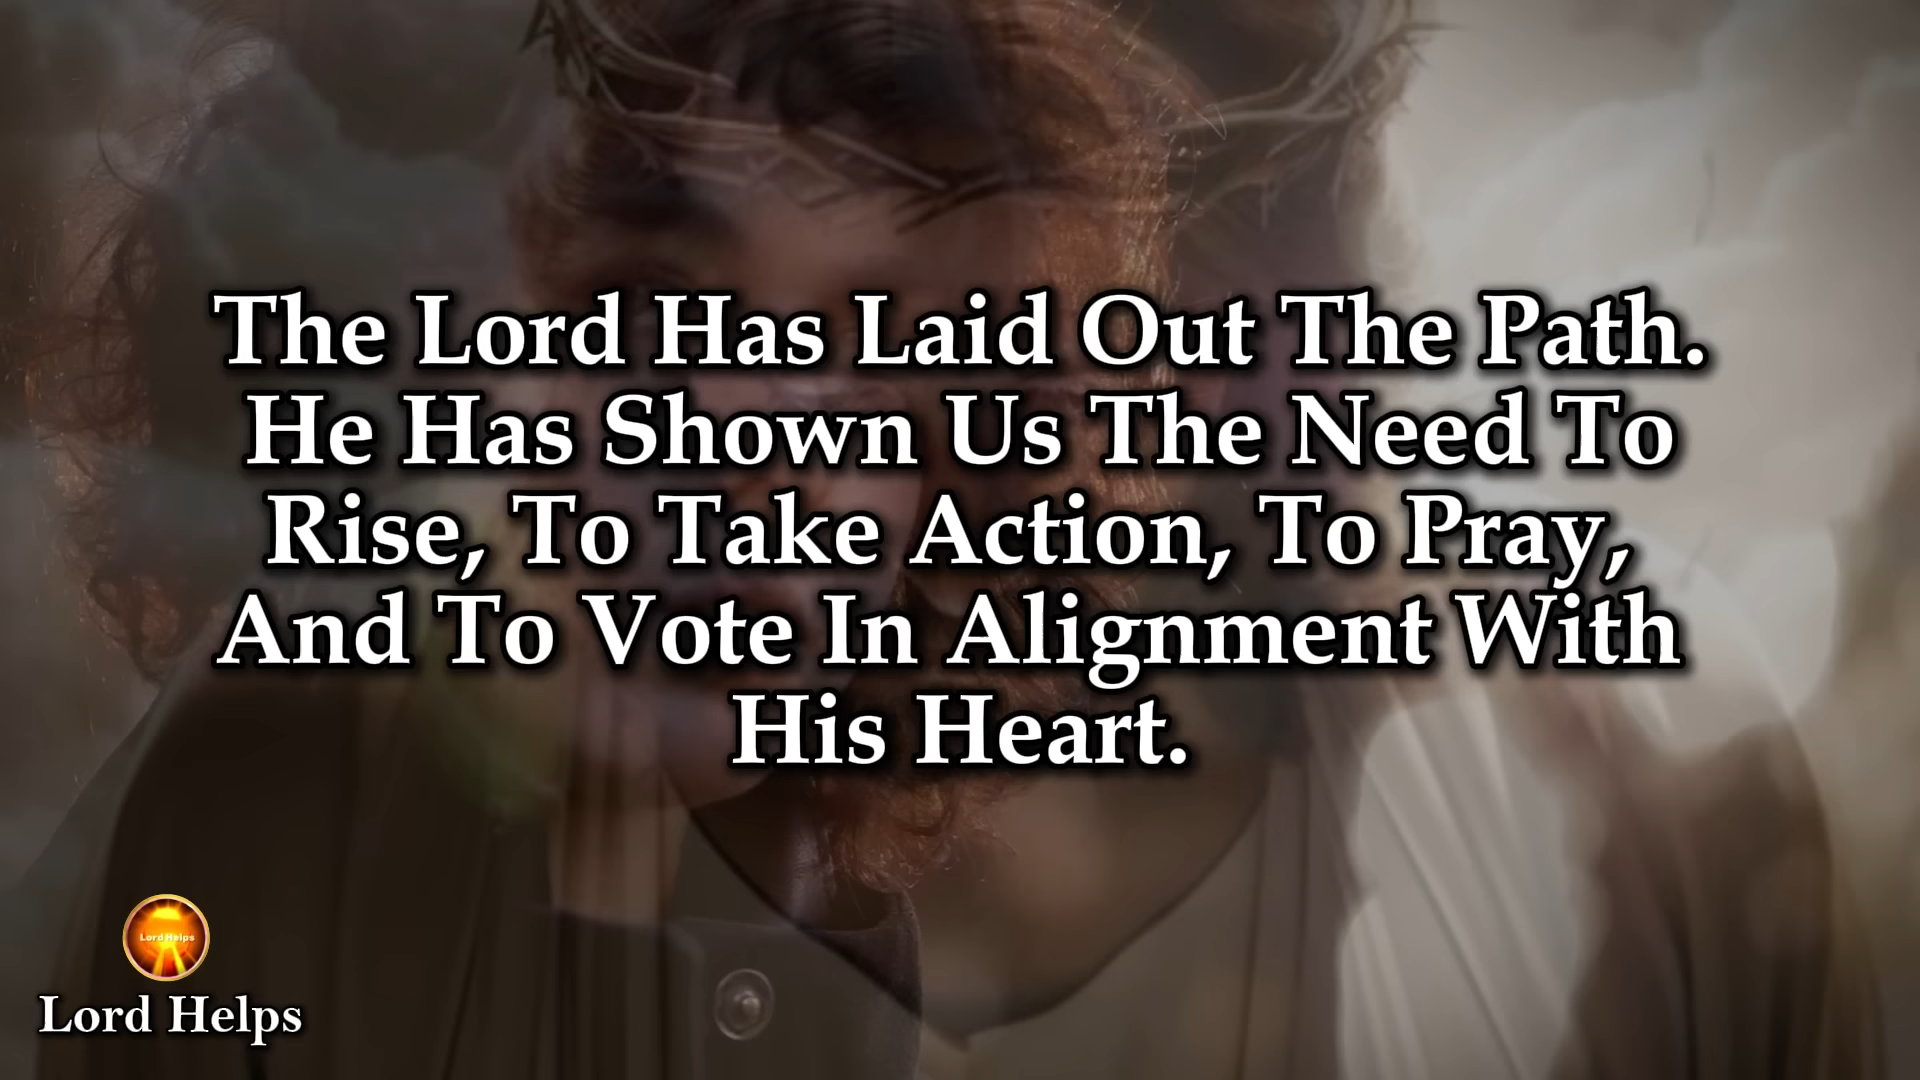 The Lord Has Laid Out The Path.
He Has Shown Us The Need To
Rise, To Take Action, To Pray,
And To Vote In Alignment With
His Heart.
Lord Helps
Lord Helps